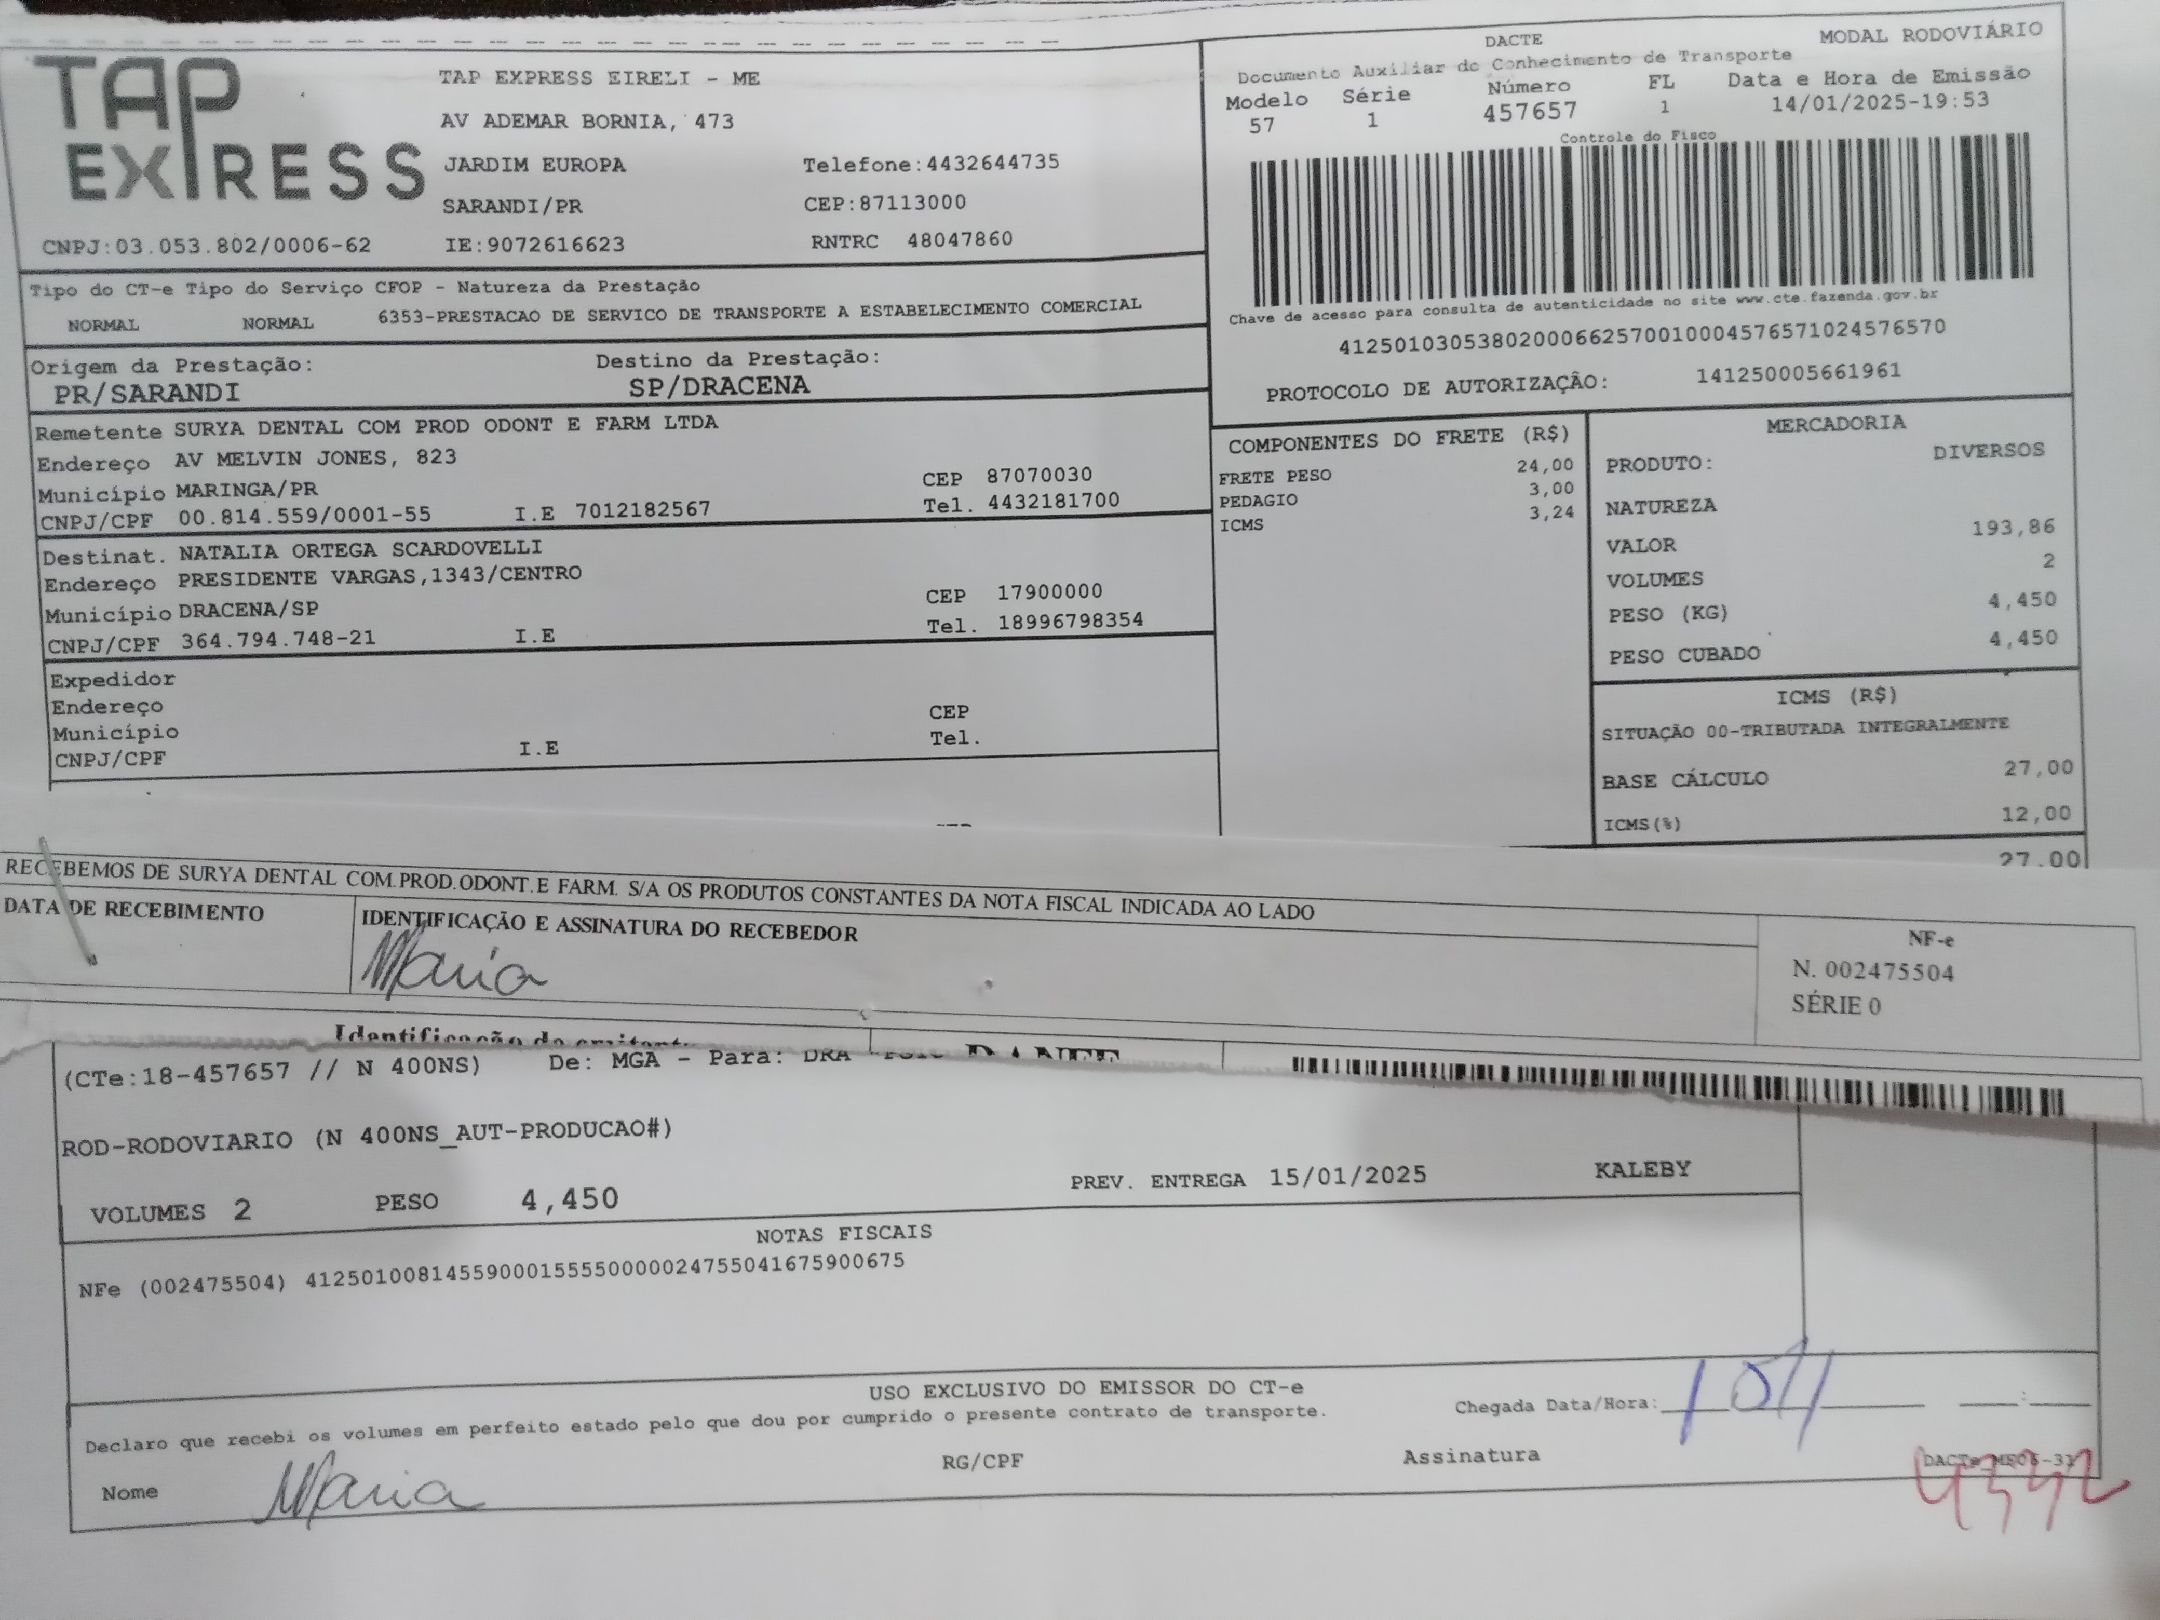 TAP EXPRESS
TAP EXPRESS EIRELI - ME
AV ADEMAR BORNIA, 473
JARDIM EUROPA Telefone:4432644735
SARANDI/PR CEP:87113000
CNPJ:03.053.802/0006-62 IE:9072616623 RNTRC 48047860
DACTE MODAL RODOVIÁRIO
Documento Auxiliar do Conhecimento de Transporte
Modelo Série Número FL Data e Hora de Emissão
57 1 457657 1 14/01/2025-19:53
Controle do Fisco
Chave de acesso para consulta de autenticidade no site www.cte.fazenda.gov.br
41250103053802000662570010004576571024576570
PROTOCOLO DE AUTORIZAÇÃO: 141250005661961
Tipo do CT-e Tipo do Serviço CFOP - Natureza da Prestação
NORMAL NORMAL 6353-PRESTACAO DE SERVICO DE TRANSPORTE A ESTABELECIMENTO COMERCIAL
Origem da Prestação: Destino da Prestação:
PR/SARANDI SP/DRACENA
Remetente SURYA DENTAL COM PROD ODONT E FARM LTDA
Endereço AV MELVIN JONES, 823
Município MARINGA/PR CEP 87070030
CNPJ/CPF 00.814.559/0001-55 I.E 7012182567 Tel. 4432181700
Destinat. NATALIA ORTEGA SCARDOVELLI
Endereço PRESIDENTE VARGAS,1343/CENTRO
Município DRACENA/SP CEP 17900000
CNPJ/CPF 364.794.748-21 I.E Tel. 18996798354
Expedidor
Endereço
Município CEP
CNPJ/CPF I.E Tel.
COMPONENTES DO FRETE (R$)
FRETE PESO 24,00
PEDAGIO 3,00
ICMS 3,24
MERCADORIA
PRODUTO: DIVERSOS
NATUREZA
VALOR 193,86
VOLUMES 2
PESO (KG) 4,450
PESO CUBADO 4,450
ICMS (R$)
SITUAÇÃO 00-TRIBUTADA INTEGRALMENTE
BASE CÁLCULO 27,00
ICMS(%) 12,00
27.00
RECEBEMOS DE SURYA DENTAL COM.PROD.ODONT.E FARM. S/A OS PRODUTOS CONSTANTES DA NOTA FISCAL INDICADA AO LADO
DATA DE RECEBIMENTO IDENTIFICAÇÃO E ASSINATURA DO RECEBEDOR
Maria
NF-e
N. 002475504
SÉRIE 0
Identificação do emitente DANFE
(CTe:18-457657 // N 400NS) De: MGA - Para: DRA
ROD-RODOVIARIO (N 400NS_AUT-PRODUCAO#)
VOLUMES 2 PESO 4,450 PREV. ENTREGA 15/01/2025 KALEBY
NOTAS FISCAIS
NFe (002475504) 41250100814559000155550000024755041675900675
USO EXCLUSIVO DO EMISSOR DO CT-e
Declaro que recebi os volumes em perfeito estado pelo que dou por cumprido o presente contrato de transporte.
Chegada Data/Hora:
Nome Maria RG/CPF Assinatura